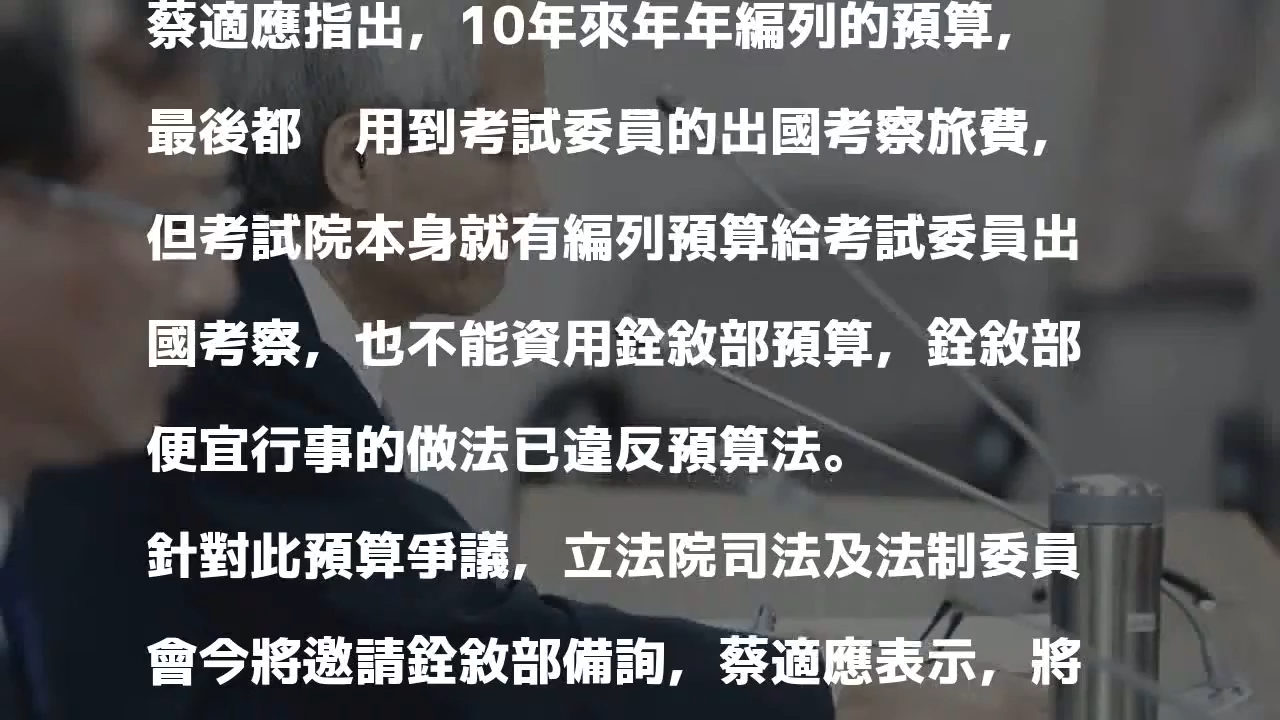 蔡適應指出，10年來年年編列的預算，
最後都　用到考試委員的出國考察旅費，
但考試院本身就有編列預算給考試委員出
國考察，也不能資用銓敘部預算，銓敘部
便宜行事的做法已違反預算法。
針對此預算爭議，立法院司法及法制委員
會今將邀請銓敘部備詢，蔡適應表示，將